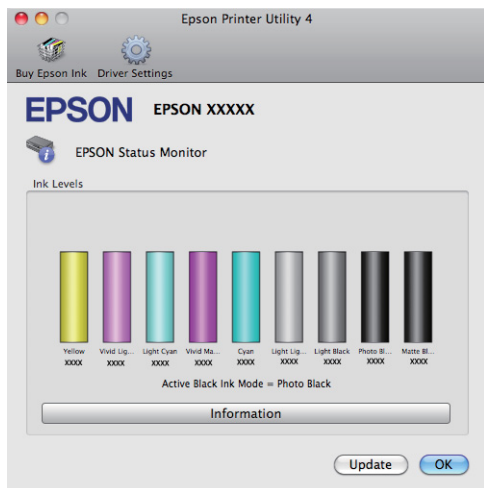 Epson Printer Utility 4
Buy Epson Ink Driver Settings
EPSON EPSON XXXXX
EPSON Status Monitor
Ink Levels
Yellow Vivid Lig... Light Cyan Vivid Ma... Cyan Light Lig... Light Black Photo Bl... Matte Bl...
XXXX XXXX XXXX XXXX XXXX XXXX XXXX XXXX XXXX
Active Black Ink Mode = Photo Black
Information
Update OK